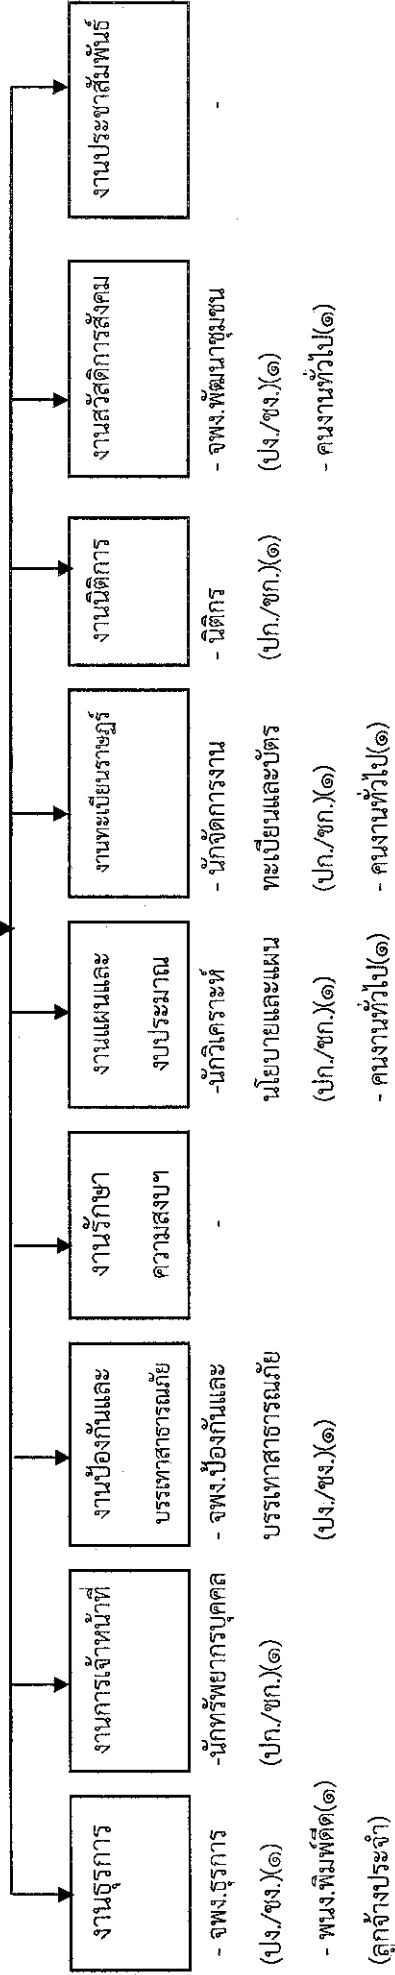 งานธุรการ
- จพง.ธุรการ
(ปง./ชง.)(๑)
- พนง.พิมพ์ดีด(๑)
(ลูกจ้างประจำ)
งานการเจ้าหน้าที่
-นักทรัพยากรบุคคล
(ปก./ชก.)(๑)
งานป้องกันและ
บรรเทาสาธารณภัย
- จพง.ป้องกันและ
บรรเทาสาธารณภัย
(ปง./ชง.)(๑)
งานรักษา
ความสงบฯ
-
งานแผนและ
งบประมาณ
-นักวิเคราะห์
นโยบายและแผน
(ปก./ชก.)(๑)
- คนงานทั่วไป(๑)
งานทะเบียนราษฎร์
- นักจัดการงาน
ทะเบียนและบัตร
(ปก./ชก.)(๑)
- คนงานทั่วไป(๑)
งานนิติการ
- นิติกร
(ปก./ชก.)(๑)
งานสวัสดิการสังคม
- จพง.พัฒนาชุมชน
(ปง./ชง.)(๑)
- คนงานทั่วไป(๑)
งานประชาสัมพันธ์
-